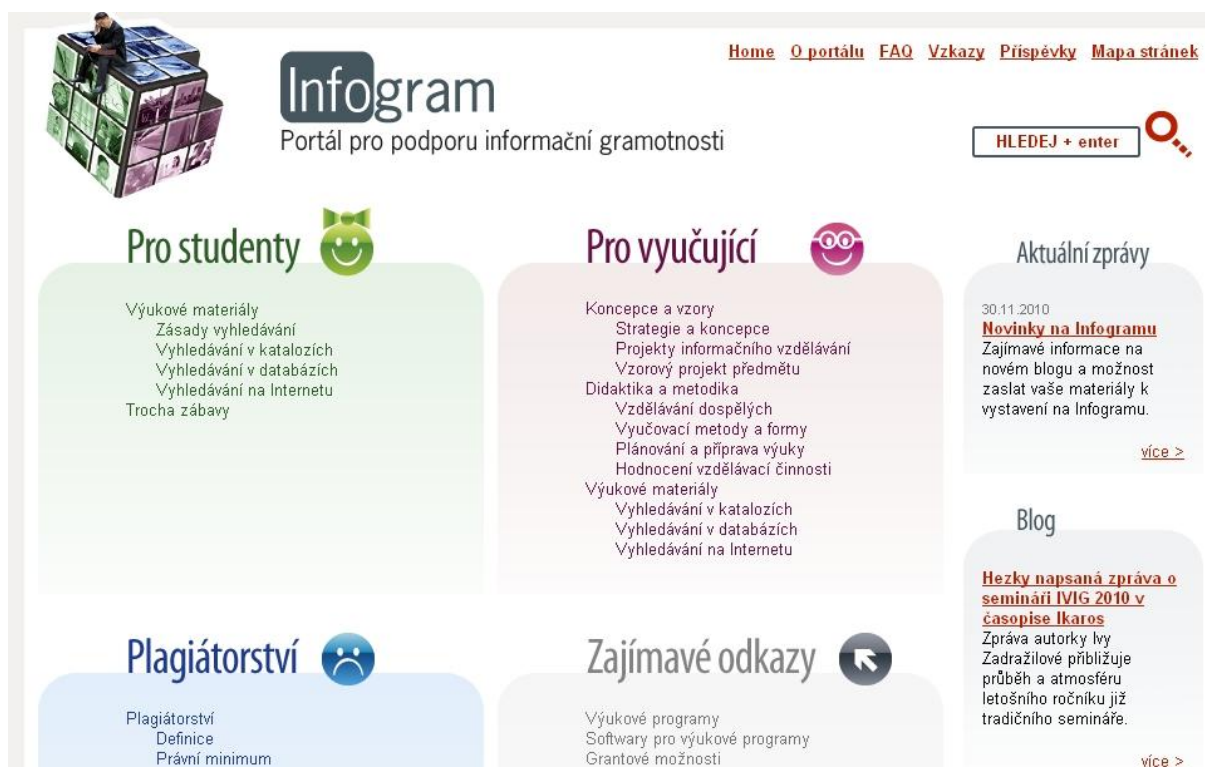 Home O portálu FAQ Vzkazy Příspěvky Mapa stránek
Infogram
Portál pro podporu informační gramotnosti
HLEDEJ + enter
Pro studenty
Výukové materiály
Zásady vyhledávání
Vyhledávání v katalozích
Vyhledávání v databázích
Vyhledávání na Internetu
Trocha zábavy
Pro vyučující
Koncepce a vzory
Strategie a koncepce
Projekty informačního vzdělávání
Vzorový projekt předmětu
Didaktika a metodika
Vzdělávání dospělých
Vyučovací metody a formy
Plánování a příprava výuky
Hodnocení vzdělávací činnosti
Výukové materiály
Vyhledávání v katalozích
Vyhledávání v databázích
Vyhledávání na Internetu
Aktuální zprávy
30.11.2010
Novinky na Infogramu
Zajímavé informace na
novém blogu a možnost
zaslat vaše materiály k
vystavení na Infogramu.
více >
Blog
Hezky napsaná zpráva o
semináři IVIG 2010 v
časopise Ikaros
Zpráva autorky Ivy
Zadražilové přibližuje
průběh a atmosféru
letošního ročníku již
tradičního semináře.
více >
Plagiátorství
Plagiátorství
Definice
Právní minimum
Zajímavé odkazy
Výukové programy
Softwary pro výukové programy
Grantové možnosti